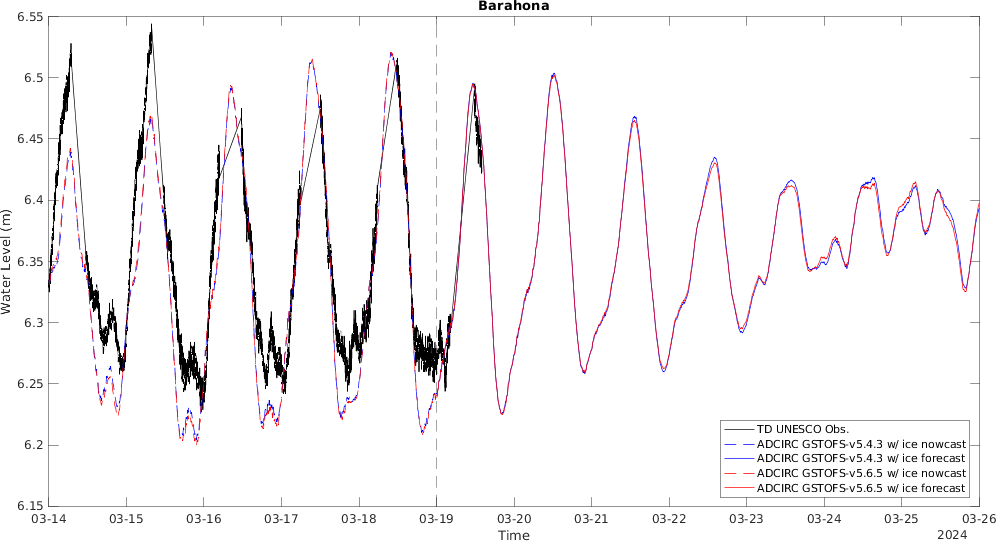 Barahona
6.55
6.5
6.45
6.4
6.35
6.3
6.25
6.2
6.15
Water Level (m)
03-14 03-15 03-16 03-17 03-18 03-19 03-20 03-21 03-22 03-23 03-24 03-25 03-26
Time
2024
TD UNESCO Obs.
ADCIRC GSTOFS-v5.4.3 w/ ice nowcast
ADCIRC GSTOFS-v5.4.3 w/ ice forecast
ADCIRC GSTOFS-v5.6.5 w/ ice nowcast
ADCIRC GSTOFS-v5.6.5 w/ ice forecast